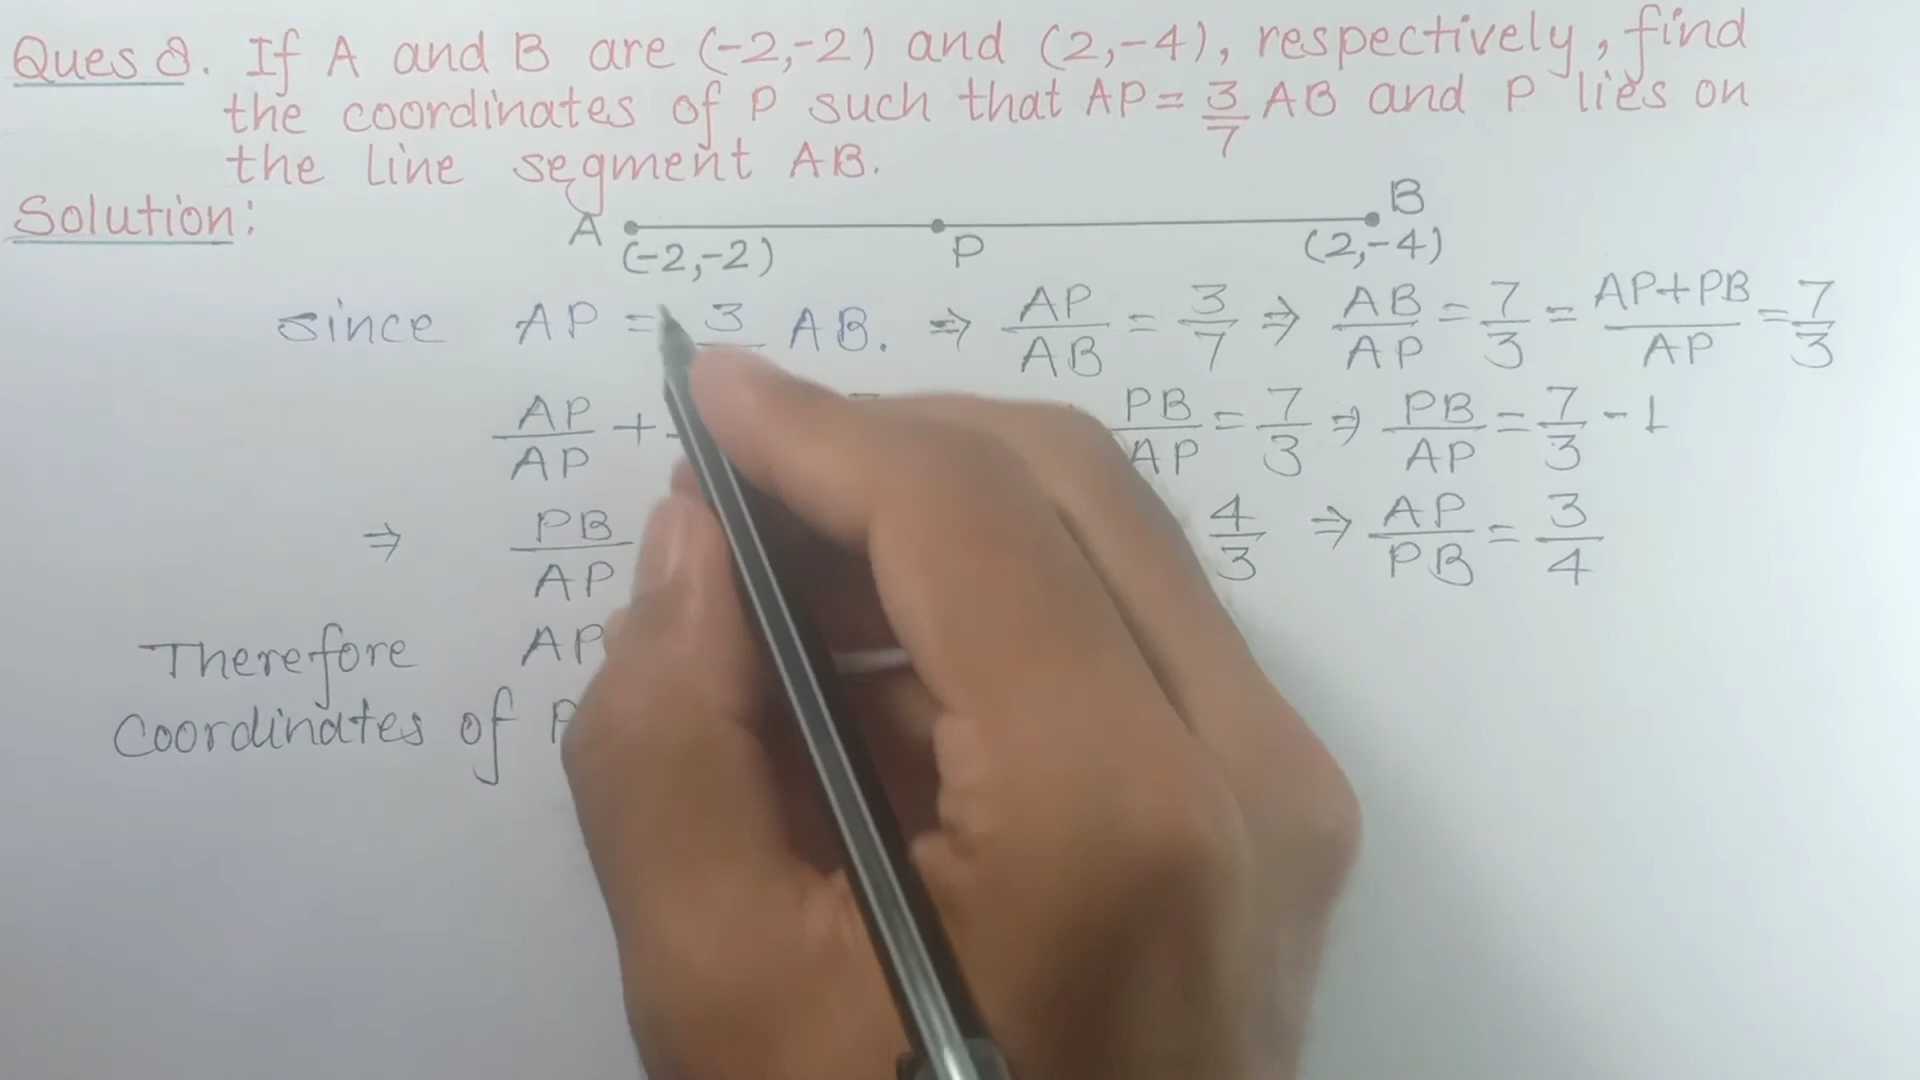 Ques 8. If A and B are (-2,-2) and (2,-4), respectively, find
the coordinates of P such that AP = 3/7 AB and P lies on
the line segment AB.
Solution:
A B
(-2,-2) P (2,-4)
since AP = 3 AB. ⇒ AP/AB = 3/7 ⇒ AB/AP = 7/3 = AP+PB/AP = 7/3
AP/AP + PB/AP = 7/3 ⇒ PB/AP = 7/3 - 1
⇒ PB/AP 4/3 ⇒ AP/PB = 3/4
Therefore AP
Coordinates of P